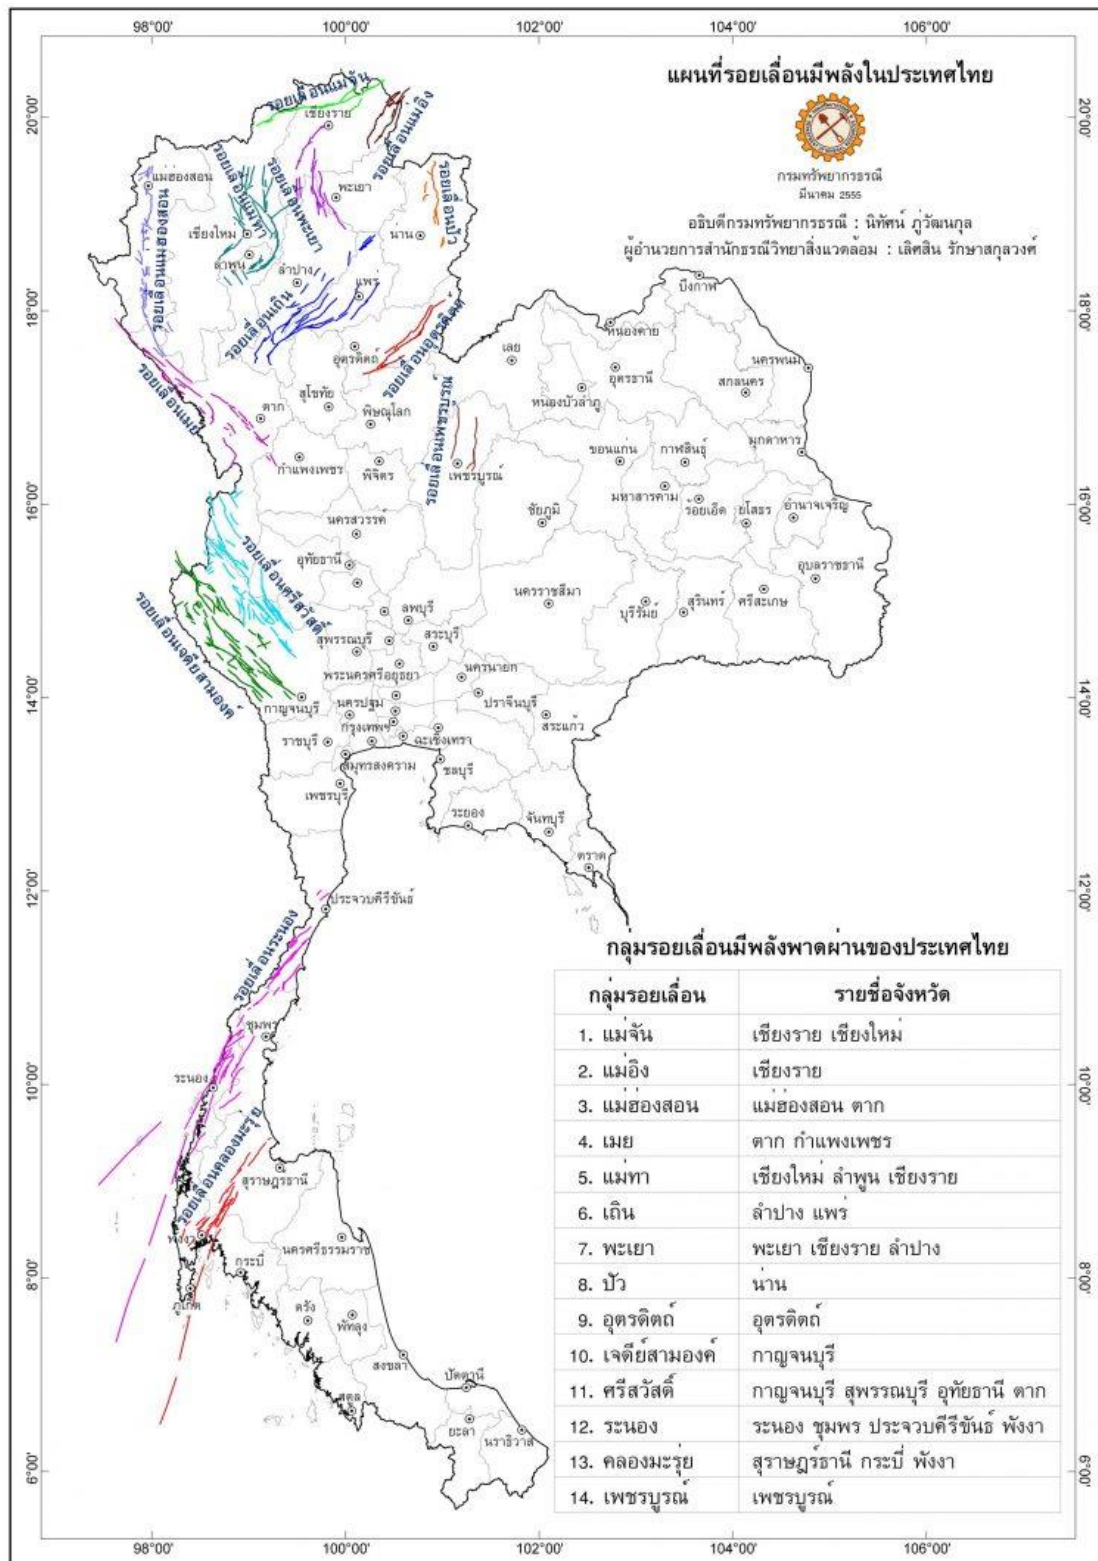 98°00' 100°00' 102°00' 104°00' 106°00'
แผนที่รอยเลื่อนมีพลังในประเทศไทย
กรมทรัพยากรธรณี
มีนาคม 2555
อธิบดีกรมทรัพยากรธรณี : นิทัศน์ ภู่วัฒนกุล
ผู้อำนวยการสำนักธรณีวิทยาสิ่งแวดล้อม : เลิศสิน รักษาสกุลวงศ์
20°00'
20°00'
รอยเลื่อนแม่จัน
เชียงราย
รอยเลื่อนแม่อิง
แม่ฮ่องสอน
รอยเลื่อนแม่ฮ่องสอน
รอยเลื่อนแม่ทา
รอยเลื่อนพะเยา
พะเยา
รอยเลื่อนปัว
เชียงใหม่
น่าน
ลำพูน
ลำปาง
แพร่
รอยเลื่อนเถิน
บึงกาฬ
18°00'
18°00'
หนองคาย
อุตรดิตถ์
รอยเลื่อนอุตรดิตถ์
เลย
อุดรธานี
นครพนม
สกลนคร
หนองบัวลำภู
รอยเลื่อนเมย
ตาก
สุโขทัย
พิษณุโลก
รอยเลื่อนเพชรบูรณ์
มุกดาหาร
กำแพงเพชร
พิจิตร
เพชรบูรณ์
ขอนแก่น
กาฬสินธุ์
มหาสารคาม
ร้อยเอ็ด
ยโสธร
อำนาจเจริญ
16°00'
16°00'
นครสวรรค์
ชัยภูมิ
อุทัยธานี
รอยเลื่อนศรีสวัสดิ์
อุบลราชธานี
นครราชสีมา
บุรีรัมย์
สุรินทร์
ศรีสะเกษ
รอยเลื่อนเจดีย์สามองค์
ลพบุรี
สุพรรณบุรี
สระบุรี
พระนครศรีอยุธยา
นครนายก
14°00'
14°00'
กาญจนบุรี
นครปฐม
ปราจีนบุรี
กรุงเทพฯ
สระแก้ว
ราชบุรี
ฉะเชิงเทรา
สมุทรสงคราม
ชลบุรี
เพชรบุรี
ระยอง
จันทบุรี
ตราด
12°00'
12°00'
ประจวบคีรีขันธ์
รอยเลื่อนระนอง
ชุมพร
ระนอง
10°00'
10°00'
รอยเลื่อนคลองมะรุ่ย
สุราษฎร์ธานี
พังงา
นครศรีธรรมราช
กระบี่
8°00'
8°00'
ภูเก็ต
ตรัง
พัทลุง
สงขลา
ปัตตานี
สตูล
ยะลา
นราธิวาส
6°00'
6°00'
กลุ่มรอยเลื่อนมีพลังพาดผ่านของประเทศไทย
กลุ่มรอยเลื่อน รายชื่อจังหวัด
1. แม่จัน เชียงราย เชียงใหม่
2. แม่อิง เชียงราย
3. แม่ฮ่องสอน แม่ฮ่องสอน ตาก
4. เมย ตาก กำแพงเพชร
5. แม่ทา เชียงใหม่ ลำพูน เชียงราย
6. เถิน ลำปาง แพร่
7. พะเยา พะเยา เชียงราย ลำปาง
8. ปัว น่าน
9. อุตรดิตถ์ อุตรดิตถ์
10. เจดีย์สามองค์ กาญจนบุรี
11. ศรีสวัสดิ์ กาญจนบุรี สุพรรณบุรี อุทัยธานี ตาก
12. ระนอง ระนอง ชุมพร ประจวบคีรีขันธ์ พังงา
13. คลองมะรุ่ย สุราษฎร์ธานี กระบี่ พังงา
14. เพชรบูรณ์ เพชรบูรณ์
98°00' 100°00' 102°00' 104°00' 106°00'